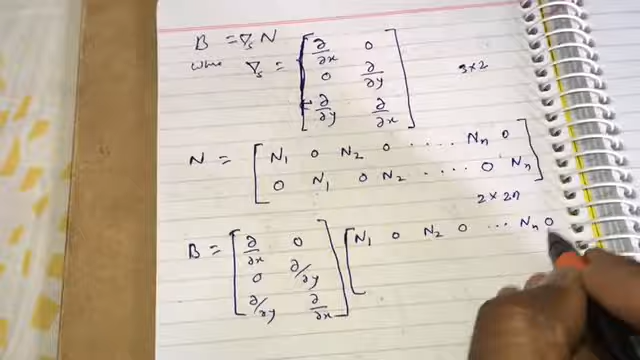 B = ∇s N
where ∇s = [ ∂/∂x 0
0 ∂/∂y
∂/∂y ∂/∂x ] 3×2
N = [ N1 0 N2 0 .... Nn 0
0 N1 0 N2 ..... 0 Nn ]
2 × 2n
B = [ ∂/∂x 0 [ N1 0 N2 0 ... Nn 0
0 ∂/∂y
∂/∂y ∂/∂x ]